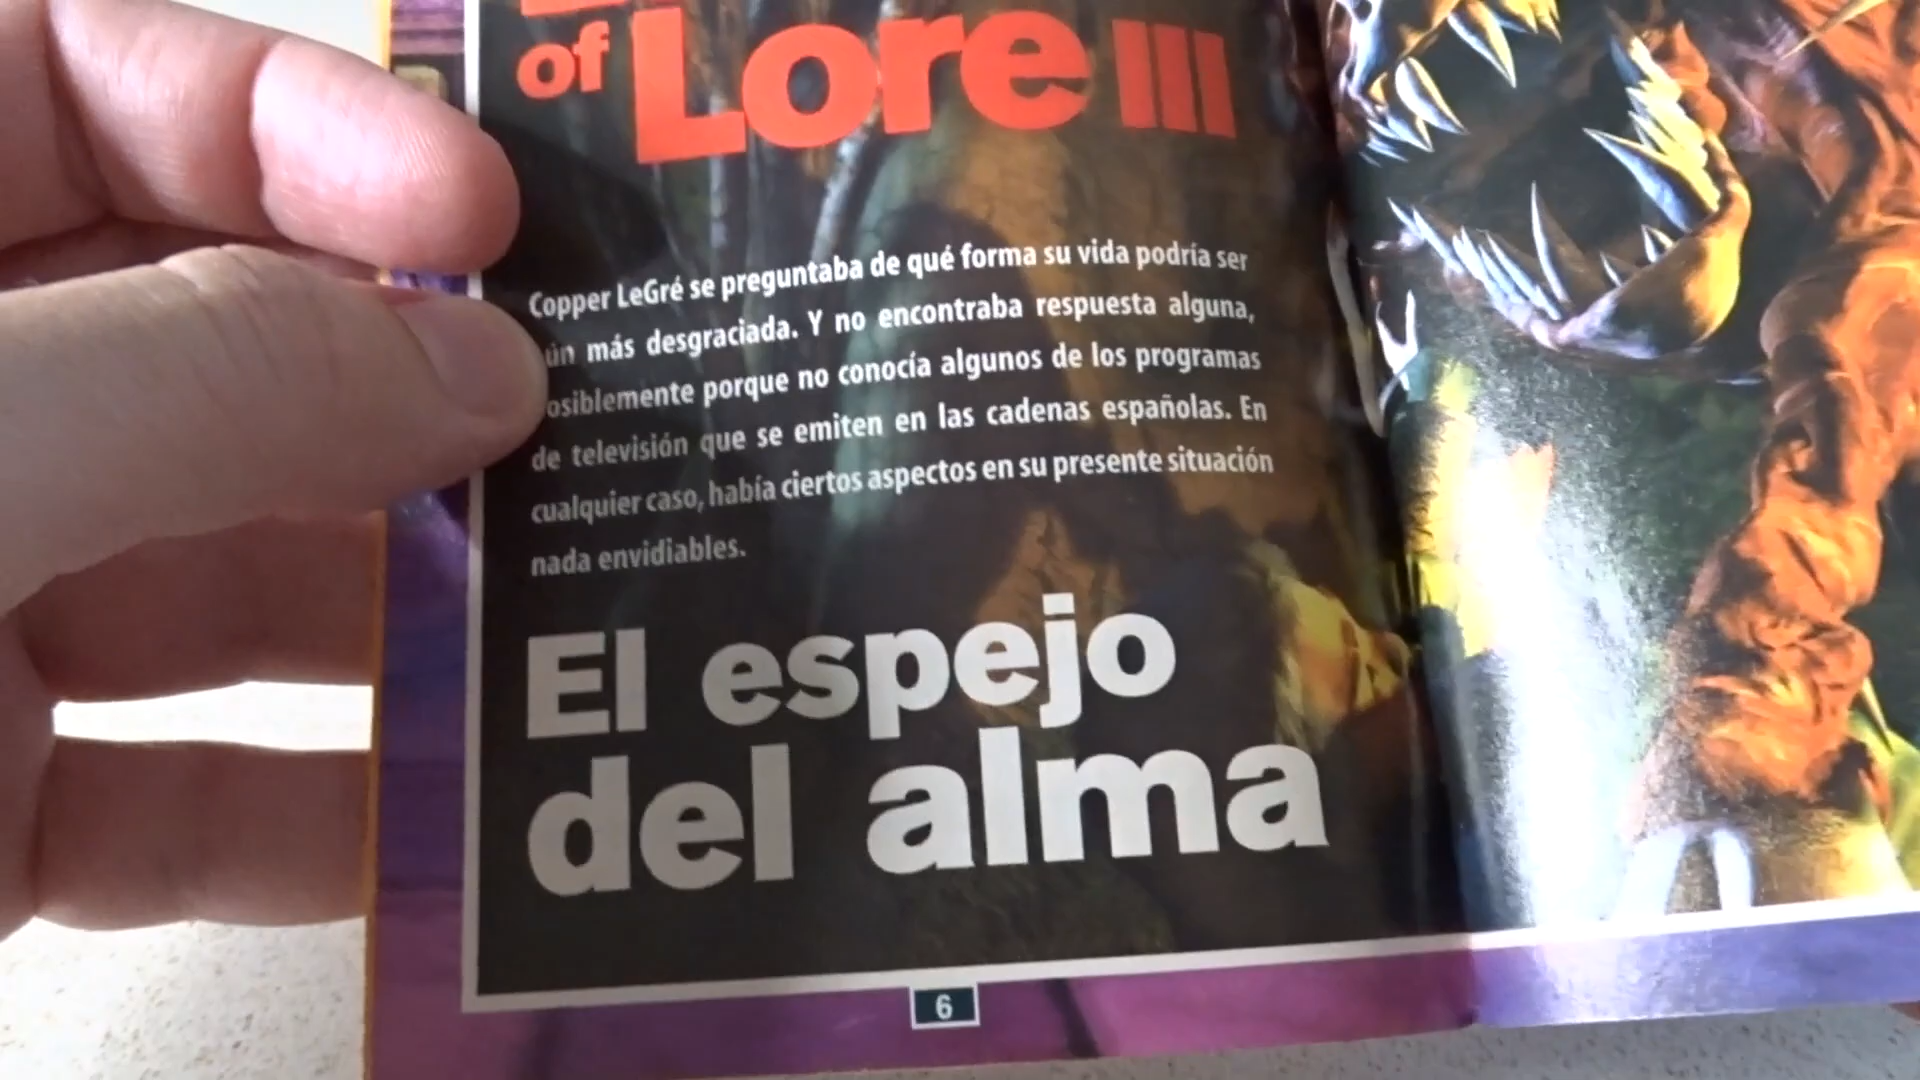 of Lore III
Copper LeGré se preguntaba de qué forma su vida podría ser
ún más desgraciada. Y no encontraba respuesta alguna,
osiblemente porque no conocía algunos de los programas
de televisión que se emiten en las cadenas españolas. En
cualquier caso, había ciertos aspectos en su presente situación
nada envidiables.
El espejo
del alma
6